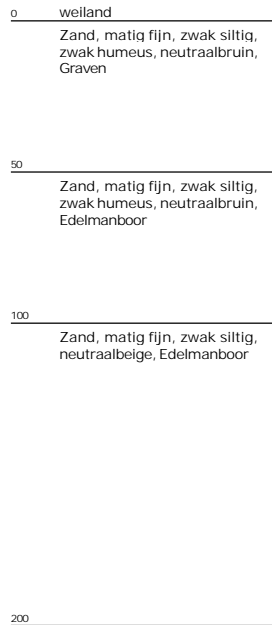 0 weiland
Zand, matig fijn, zwak siltig,
zwak humeus, neutraalbruin,
Graven
50
Zand, matig fijn, zwak siltig,
zwak humeus, neutraalbruin,
Edelmanboor
100
Zand, matig fijn, zwak siltig,
neutraalbeige, Edelmanboor
200